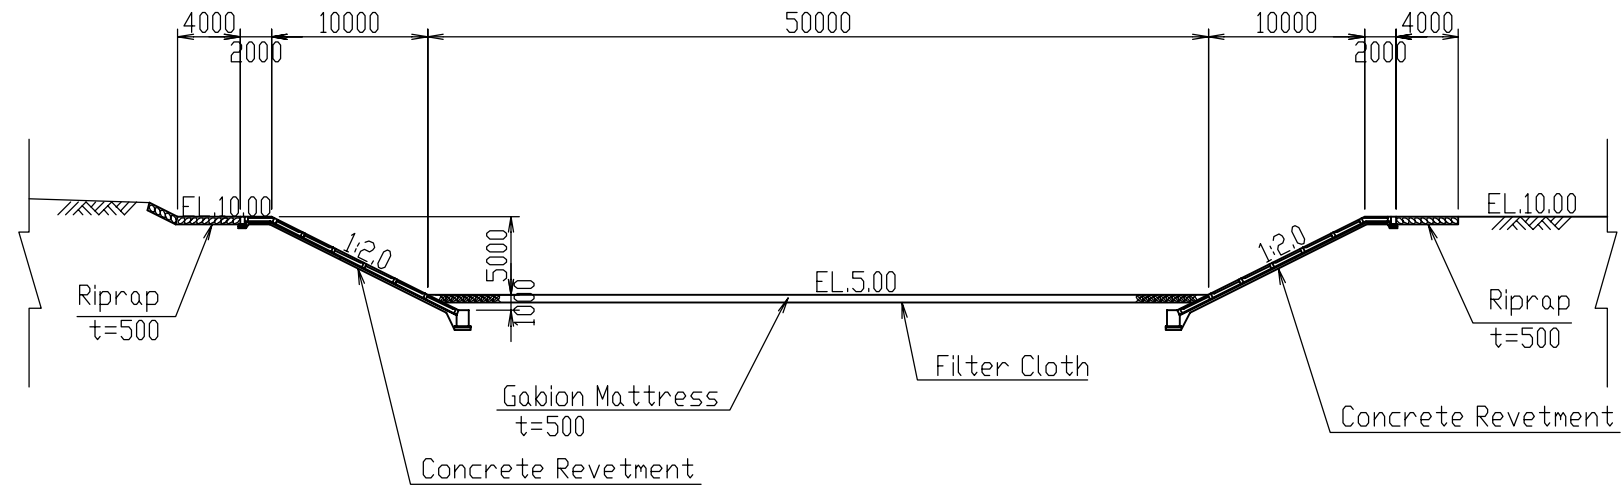 4000
10000
50000
10000
4000
2000
2000
EL.10.00
EL.10.00
1:2.0
5000
1:2.0
EL.5.00
1000
Riprap
t=500
Riprap
t=500
Filter Cloth
Gabion Mattress
t=500
Concrete Revetment
Concrete Revetment